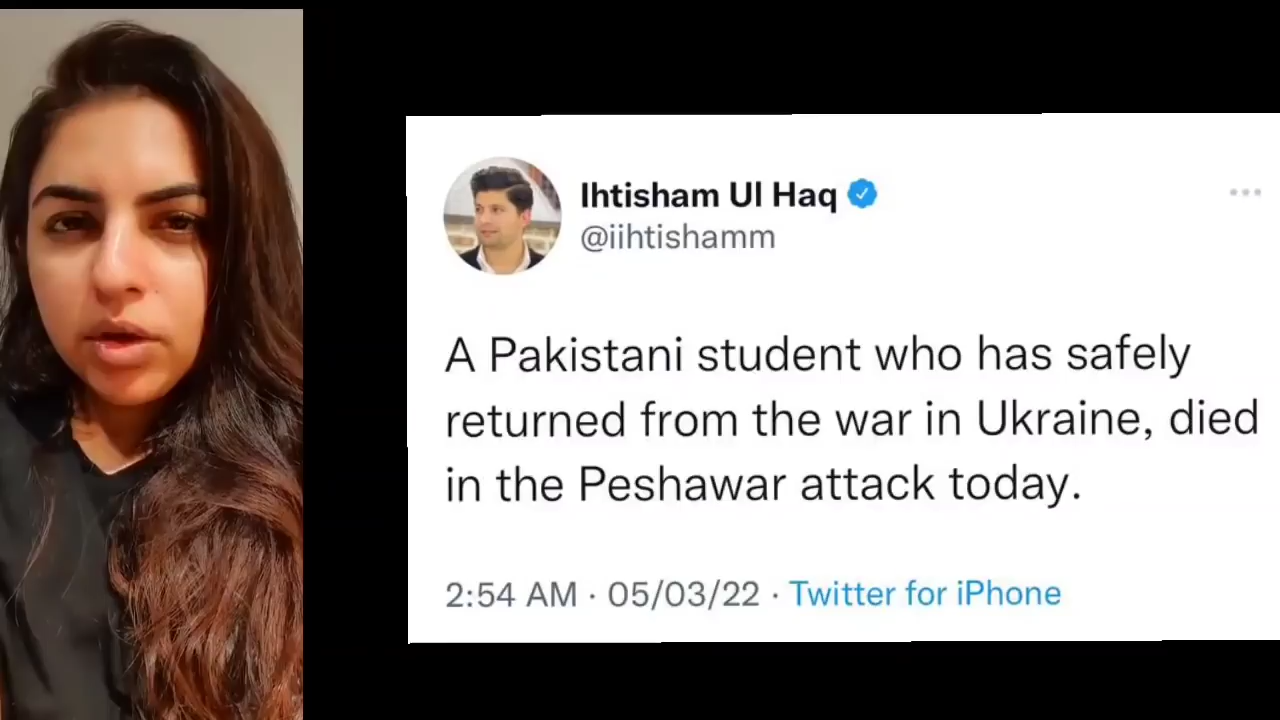 Ihtisham Ul Haq
@iihtishamm
A Pakistani student who has safely
returned from the war in Ukraine, died
in the Peshawar attack today.
2:54 AM · 05/03/22 · Twitter for iPhone